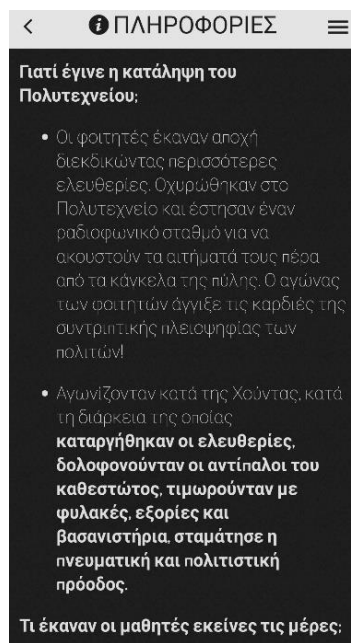 ΠΛΗΡΟΦΟΡΙΕΣ
Γιατί έγινε η κατάληψη του
Πολυτεχνείου;
• Οι φοιτητές έκαναν αποχή
διεκδικώντας περισσότερες
ελευθερίες. Οχυρώθηκαν στο
Πολυτεχνείο και έστησαν έναν
ραδιοφωνικό σταθμό για να
ακουστούν τα αιτήματά τους πέρα
από τα κάγκελα της πύλης. Ο αγώνας
των φοιτητών άγγιξε τις καρδιές της
συντριπτικής πλειοψηφίας των
πολιτών!
• Αγωνίζονταν κατά της Χούντας, κατά
τη διάρκεια της οποίας
καταργήθηκαν οι ελευθερίες,
δολοφονούνταν οι αντίπαλοι του
καθεστώτος, τιμωρούνταν με
φυλακές, εξορίες και
βασανιστήρια, σταμάτησε η
πνευματική και πολιτιστική
πρόοδος.
Τι έκαναν οι μαθητές εκείνες τις μέρες;